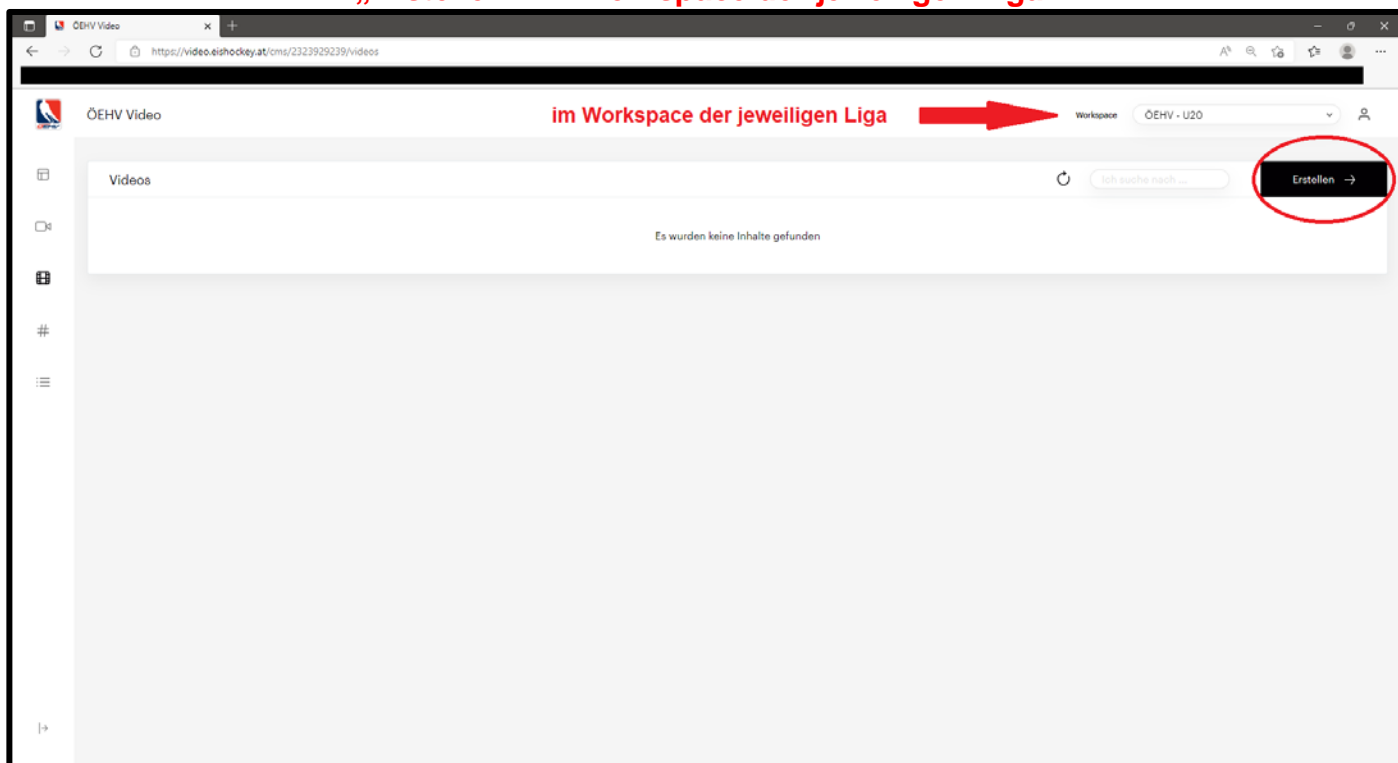 ÖEHV Video
https://video.eishockey.at/cms/2323929239/videos
ÖEHV Video
im Workspace der jeweiligen Liga
Workspace
ÖEHV - U20
Videos
Ich suche nach ...
Erstellen →
Es wurden keine Inhalte gefunden